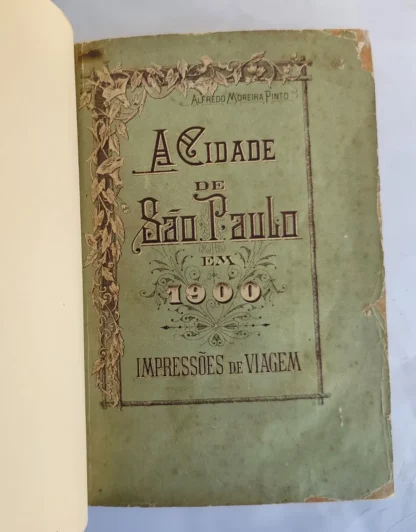 Alfredo Moreira Pinto
A Cidade
de
São Paulo
em
1900
Impressões de Viagem